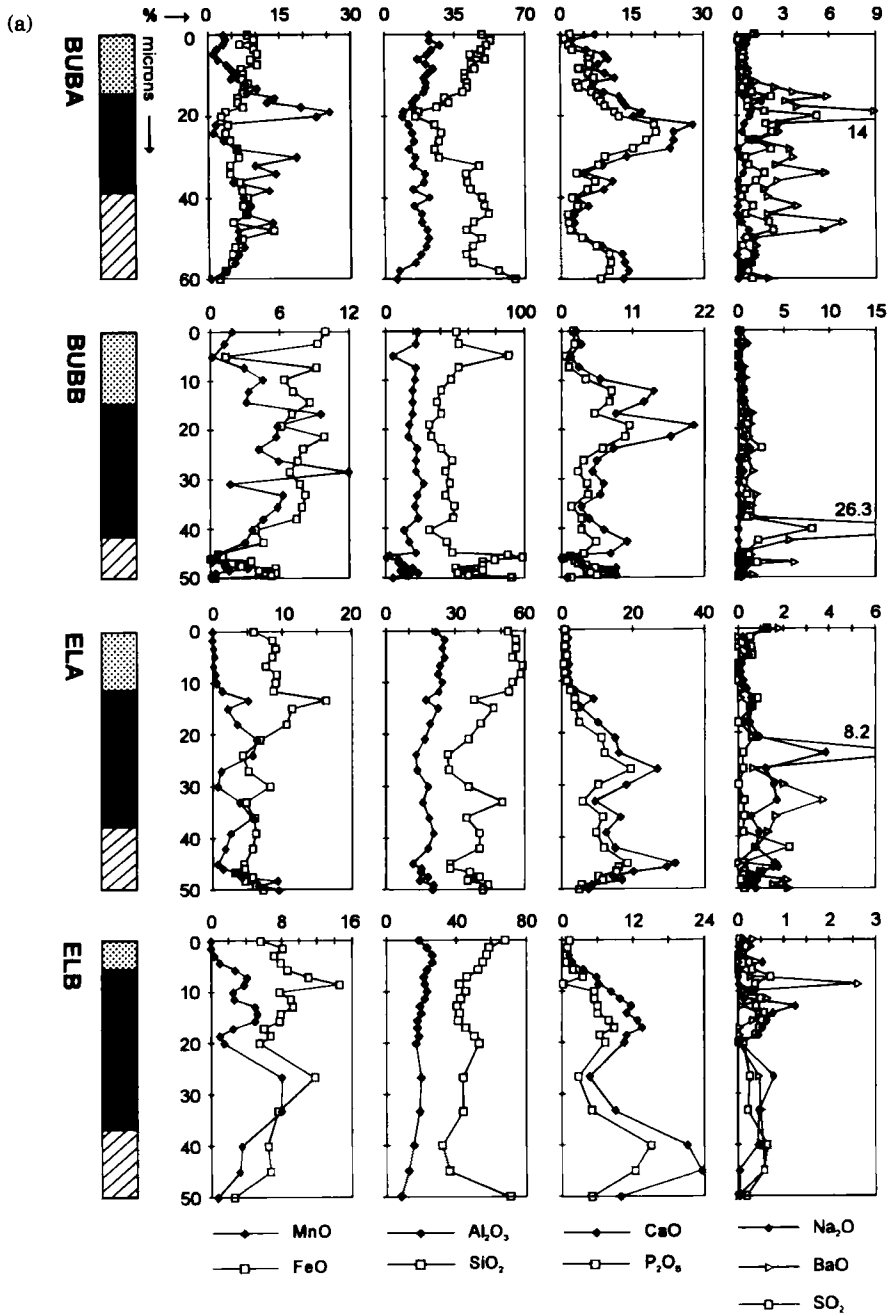 (a)
% → 0 15 30 0 35 70 0 15 30 0 3 6 9
BUBA
microns →
0
10
20
30
40
50
60
14
0 6 12 0 50 100 0 11 22 0 5 10 15
BUBB
0
10
20
30
40
50
26.3
0 10 20 0 30 60 0 20 40 0 2 4 6
ELA
0
10
20
30
40
50
8.2
0 8 16 0 40 80 0 12 24 0 1 2 3
ELB
0
10
20
30
40
50
MnO Al₂O₃ CaO Na₂O
FeO SiO₂ P₂O₅ BaO
SO₂